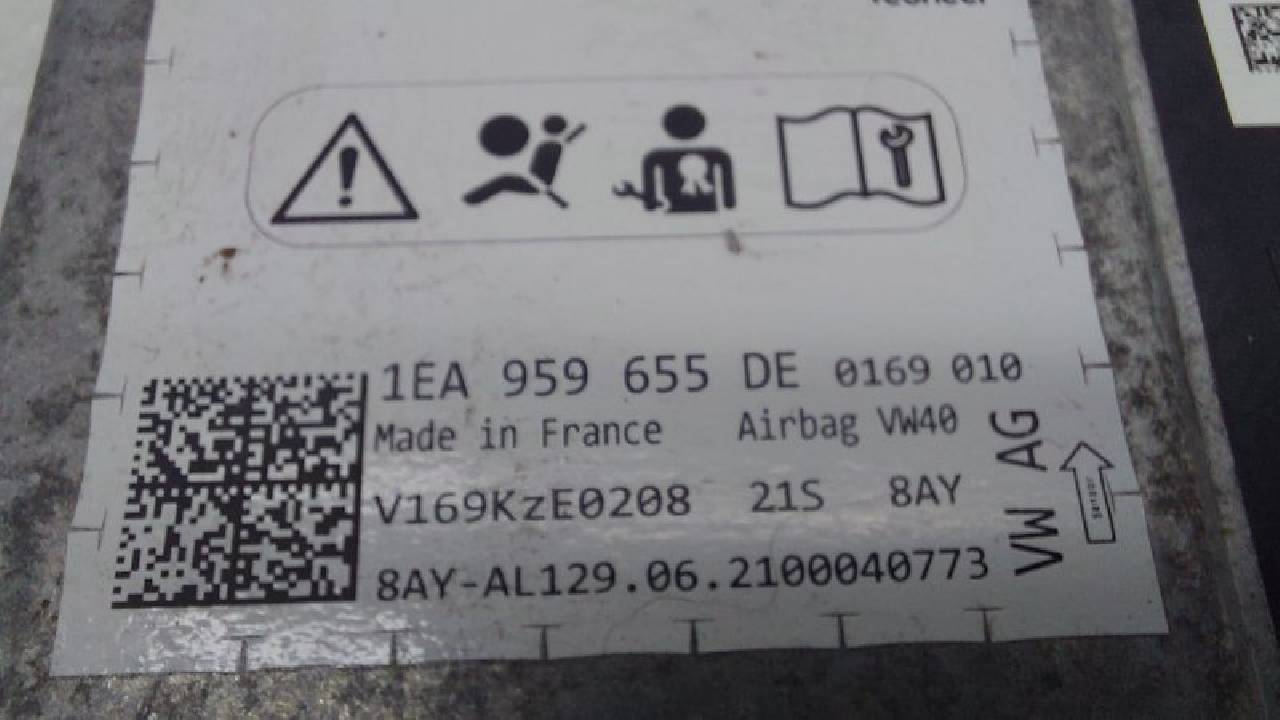 1EA 959 655 DE 0169 010
Made in France Airbag VW40
V169KzE0208 21S 8AY
8AY-AL129.06.2100040773
VW AG